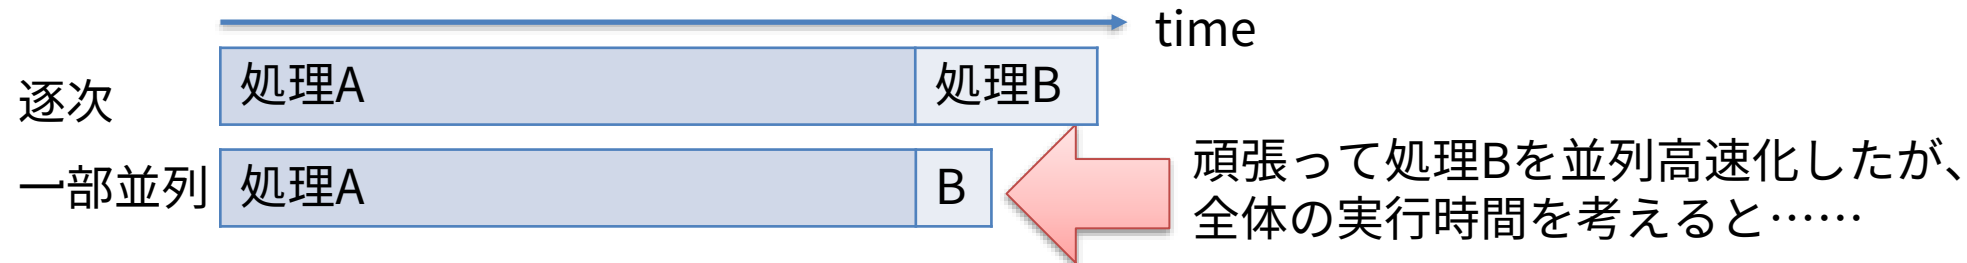 time
逐次
処理A
処理B
一部並列
処理A
B
頑張って処理Bを並列高速化したが、
全体の実行時間を考えると……